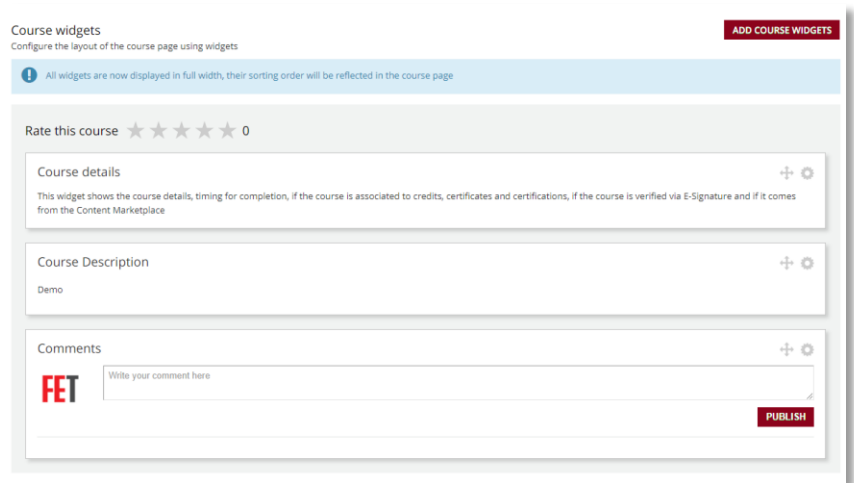 Course widgets
ADD COURSE WIDGETS
Configure the layout of the course page using widgets
All widgets are now displayed in full width, their sorting order will be reflected in the course page
Rate this course 0
Course details
This widget shows the course details, timing for completion, if the course is associated to credits, certificates and certifications, if the course is verified via E-Signature and if it comes
from the Content Marketplace
Course Description
Demo
Comments
FET
Write your comment here
PUBLISH